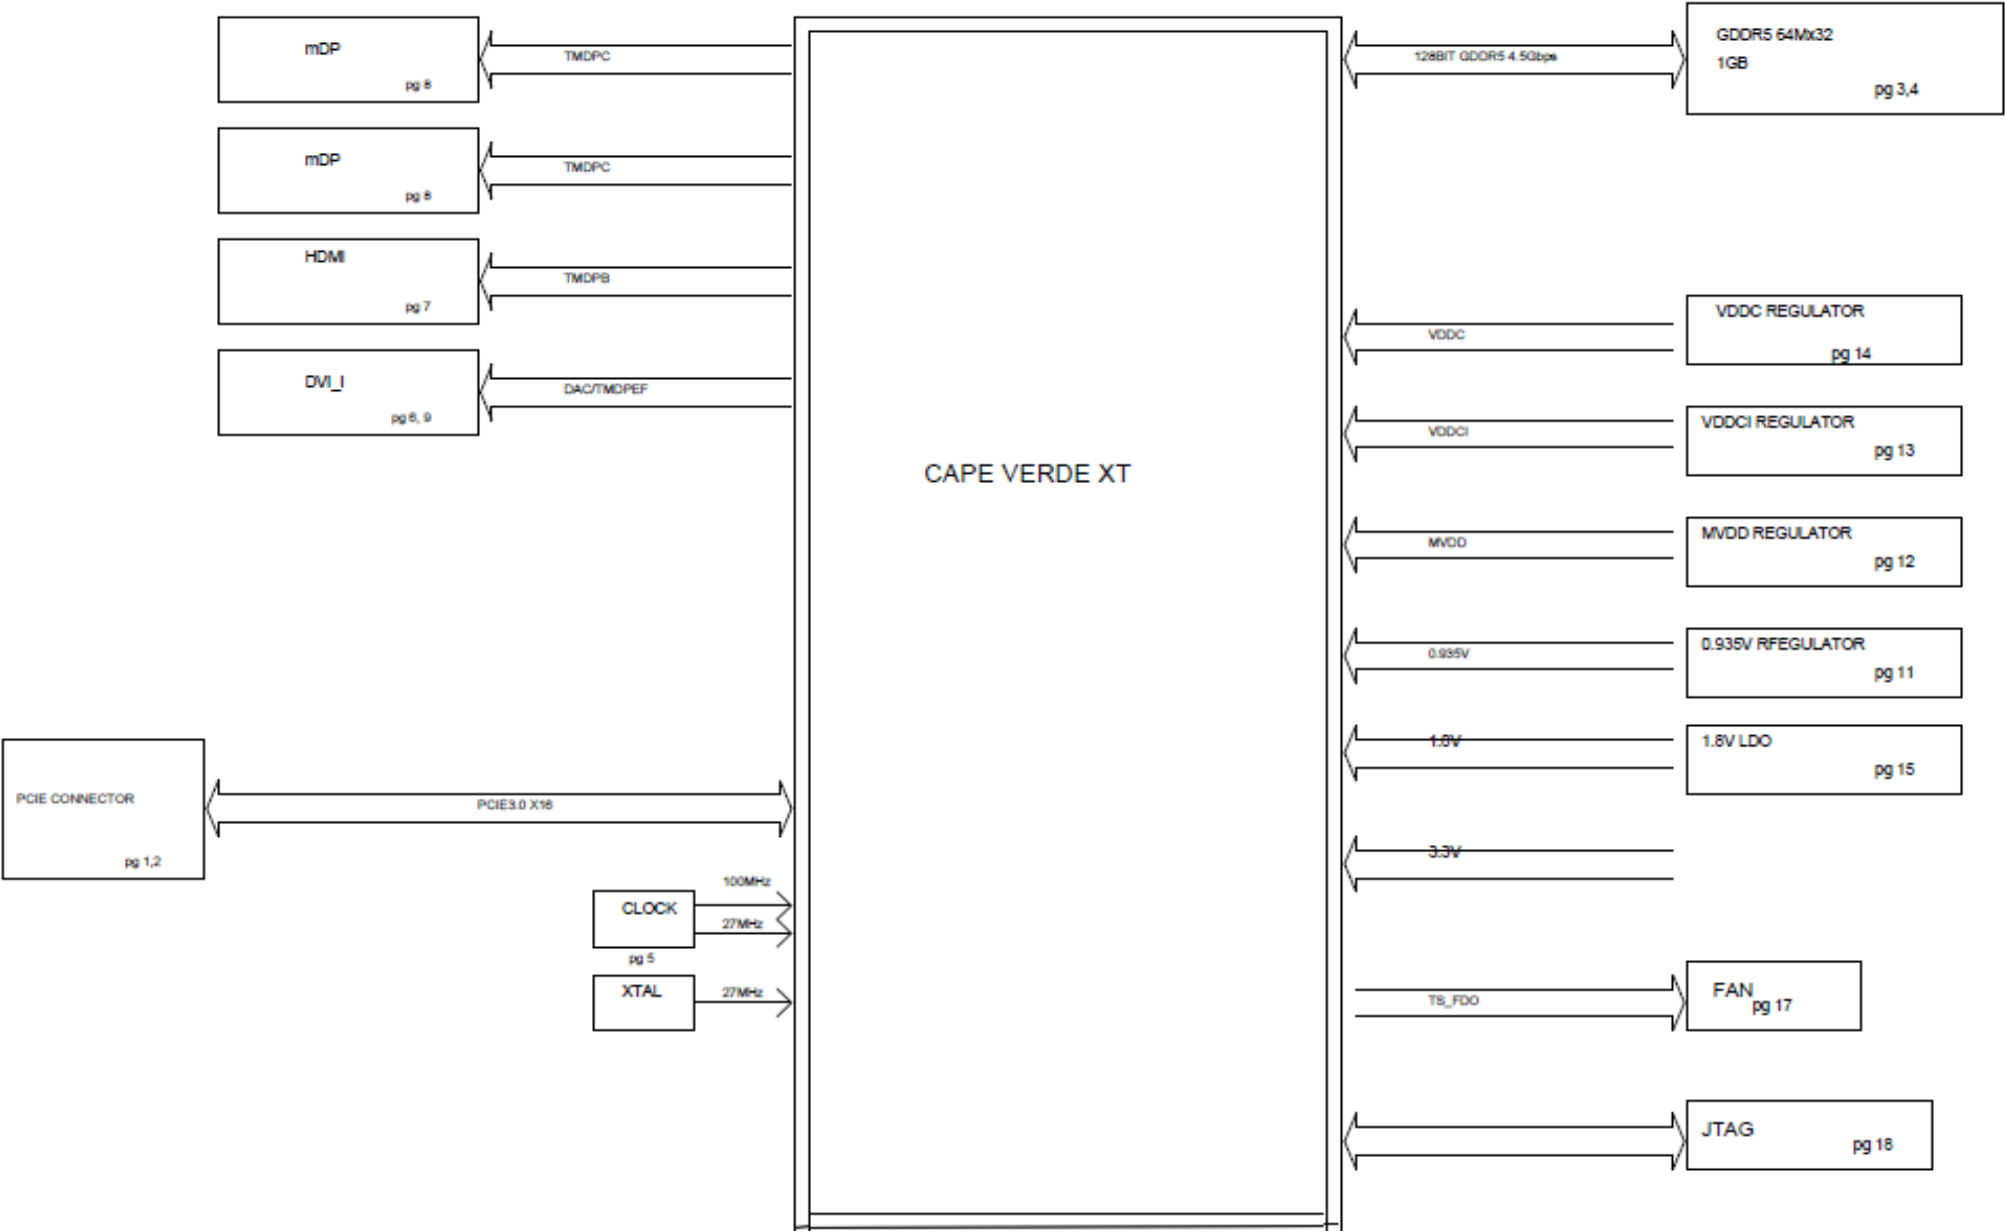 mDP
pg 8
TMDPC
mDP
pg 8
TMDPC
HDMI
pg 7
TMDPB
DVI_I
pg 6, 9
DAC/TMDPEF
PCIE CONNECTOR
pg 1,2
PCIE3.0 X16
CLOCK
100MHz
27MHz
pg 5
XTAL
27MHz
CAPE VERDE XT
128BIT GDDR5 4.5Gbps
GDDR5 64Mx32
1GB
pg 3,4
VDDC
VDDC REGULATOR
pg 14
VDDCI
VDDCI REGULATOR
pg 13
MVDD
MVDD REGULATOR
pg 12
0.935V
0.935V RFEGULATOR
pg 11
1.8V
1.8V LDO
pg 15
3.3V
TS_FDO
FAN
pg 17
JTAG
pg 18